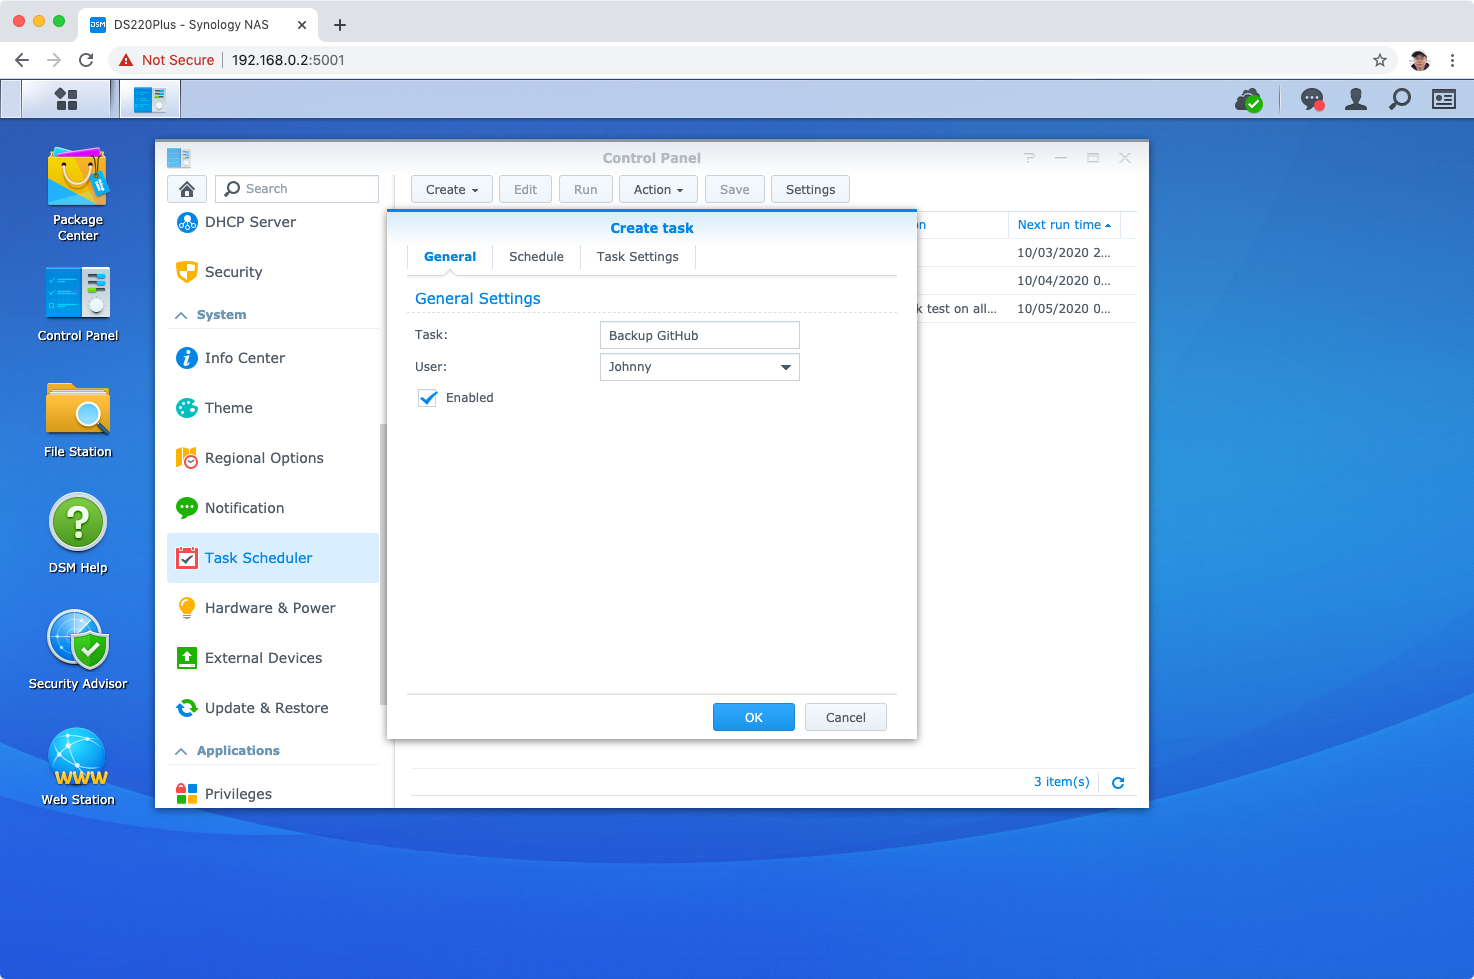 DSM DS220Plus - Synology NAS
Not Secure 192.168.0.2:5001
Package
Center
Control Panel
File Station
DSM Help
Security Advisor
WWW
Web Station
Control Panel
Search
Create Edit Run Action Save Settings
DHCP Server
Security
System
Info Center
Theme
Regional Options
Notification
Task Scheduler
Hardware & Power
External Devices
Update & Restore
Applications
Privileges
Next run time
10/03/2020 2...
10/04/2020 0...
k test on all... 10/05/2020 0...
Create task
General Schedule Task Settings
General Settings
Task: Backup GitHub
User: Johnny
Enabled
OK Cancel
3 item(s)